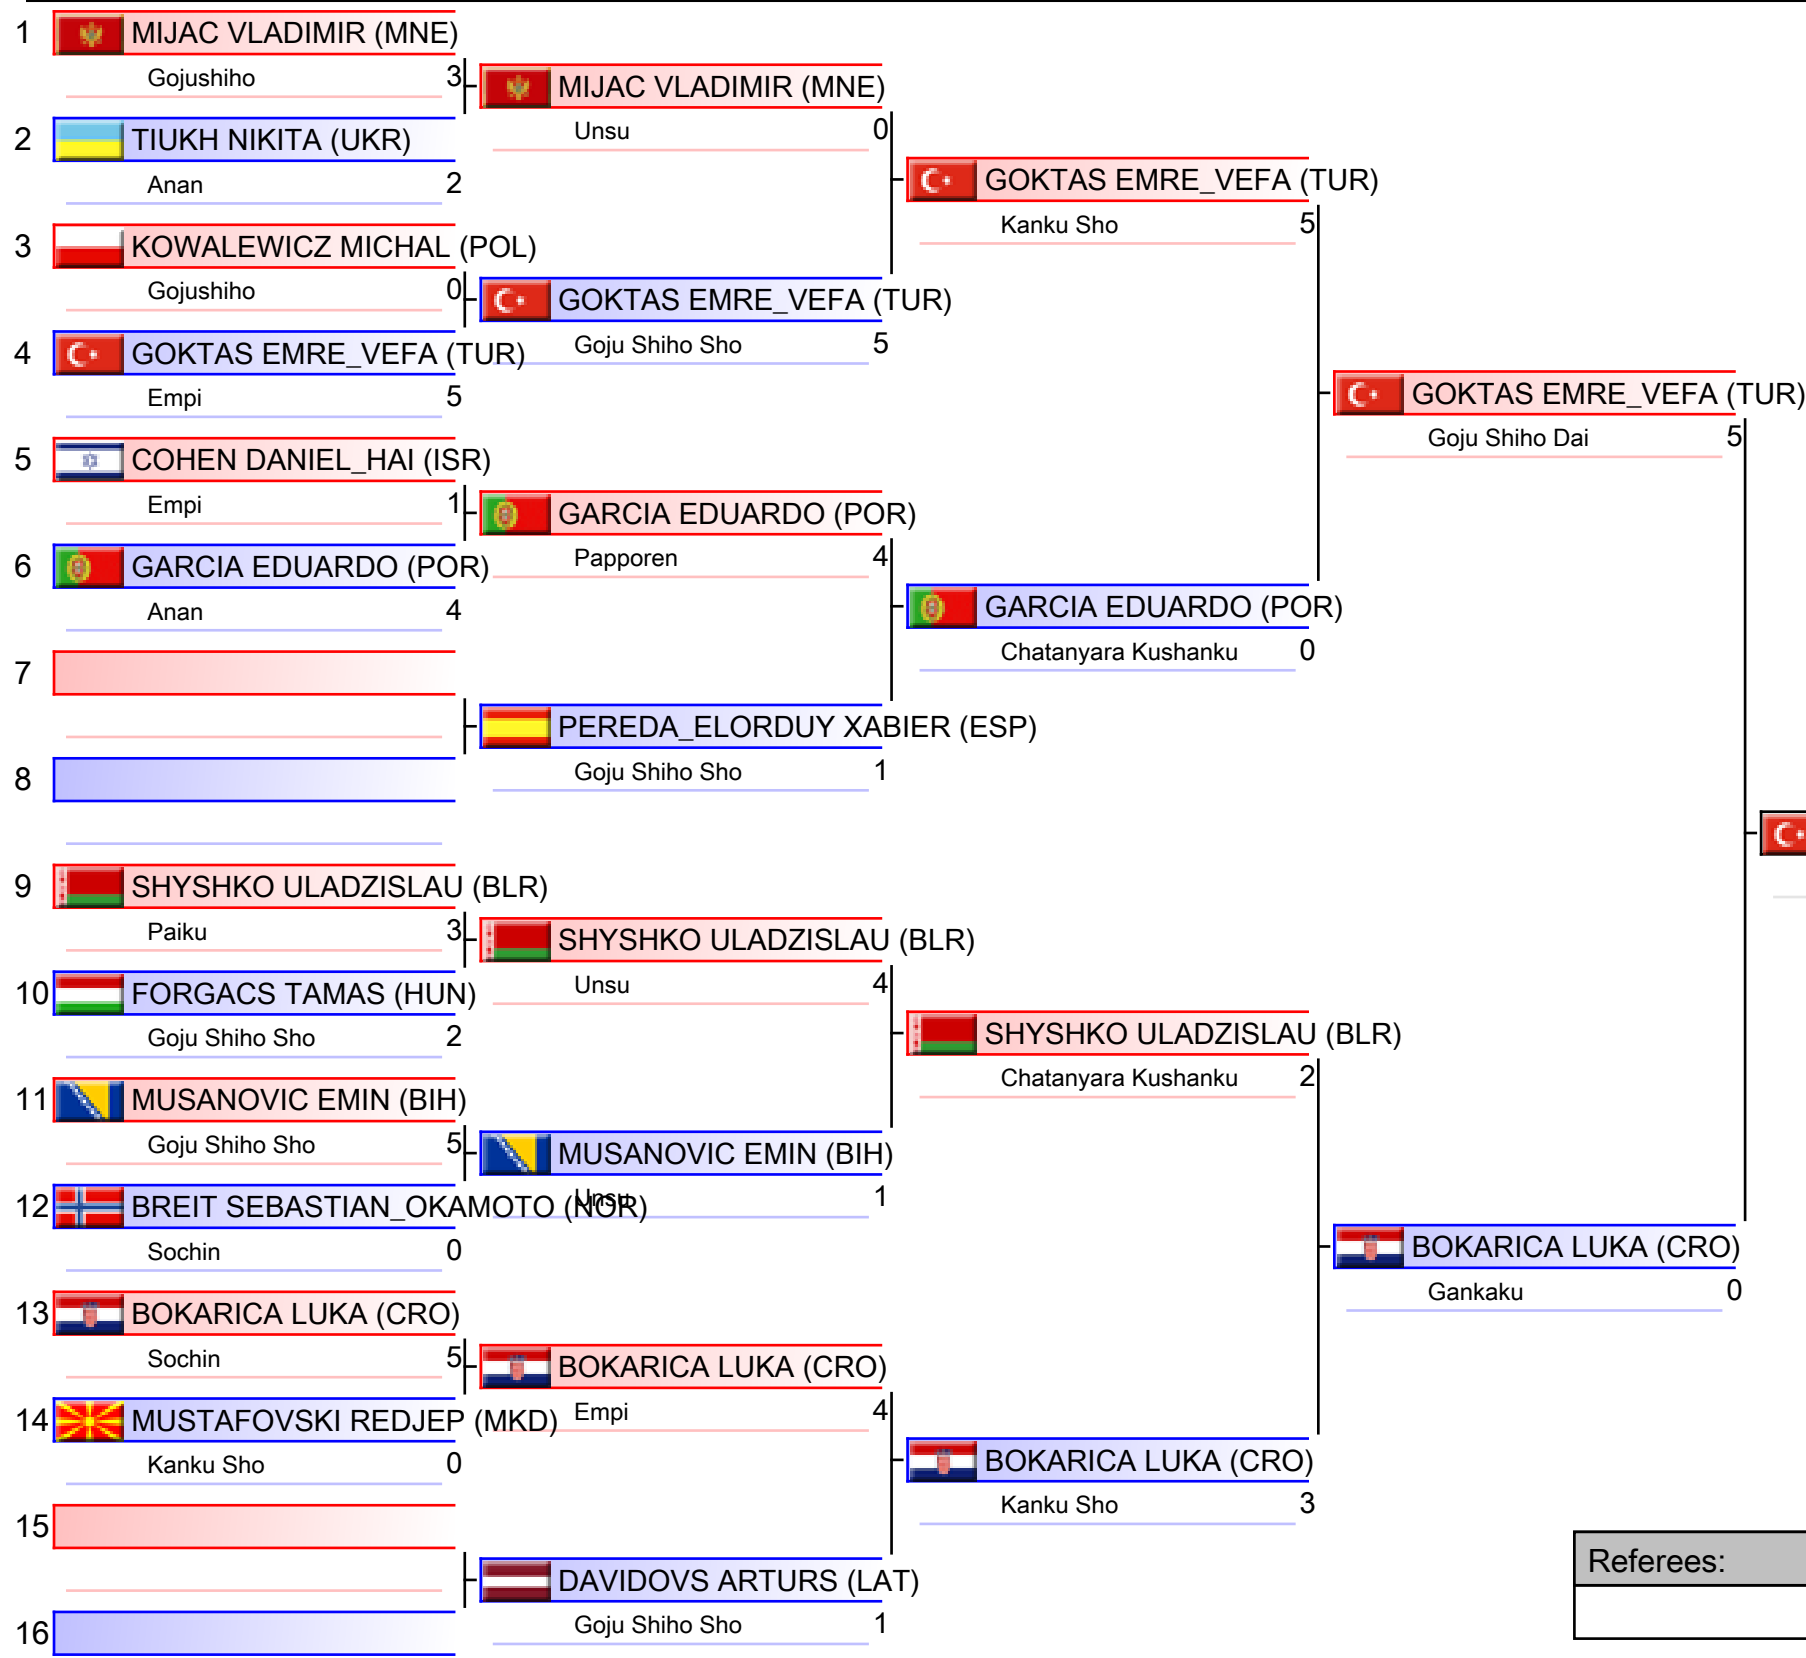 1 MIJAC VLADIMIR (MNE)
Gojushiho 3
2 TIUKH NIKITA (UKR)
Anan 2
3 KOWALEWICZ MICHAL (POL)
Gojushiho 0
4 GOKTAS EMRE_VEFA (TUR)
Empi 5
5 COHEN DANIEL_HAI (ISR)
Empi 1
6 GARCIA EDUARDO (POR)
Anan 4
7
8
9 SHYSHKO ULADZISLAU (BLR)
Paiku 3
10 FORGACS TAMAS (HUN)
Goju Shiho Sho 2
11 MUSANOVIC EMIN (BIH)
Goju Shiho Sho 5
12 BREIT SEBASTIAN_OKAMOTO (NOR)
Sochin 0
13 BOKARICA LUKA (CRO)
Sochin 5
14 MUSTAFOVSKI REDJEP (MKD)
Kanku Sho 0
15
16
MIJAC VLADIMIR (MNE)
Unsu 0
GOKTAS EMRE_VEFA (TUR)
Goju Shiho Sho 5
GARCIA EDUARDO (POR)
Papporen 4
PEREDA_ELORDUY XABIER (ESP)
Goju Shiho Sho 1
SHYSHKO ULADZISLAU (BLR)
Unsu 4
MUSANOVIC EMIN (BIH)
Unsu 1
BOKARICA LUKA (CRO)
Empi 4
DAVIDOVS ARTURS (LAT)
Goju Shiho Sho 1
GOKTAS EMRE_VEFA (TUR)
Kanku Sho 5
GARCIA EDUARDO (POR)
Chatanyara Kushanku 0
SHYSHKO ULADZISLAU (BLR)
Chatanyara Kushanku 2
BOKARICA LUKA (CRO)
Kanku Sho 3
GOKTAS EMRE_VEFA (TUR)
Goju Shiho Dai 5
BOKARICA LUKA (CRO)
Gankaku 0
Referees: